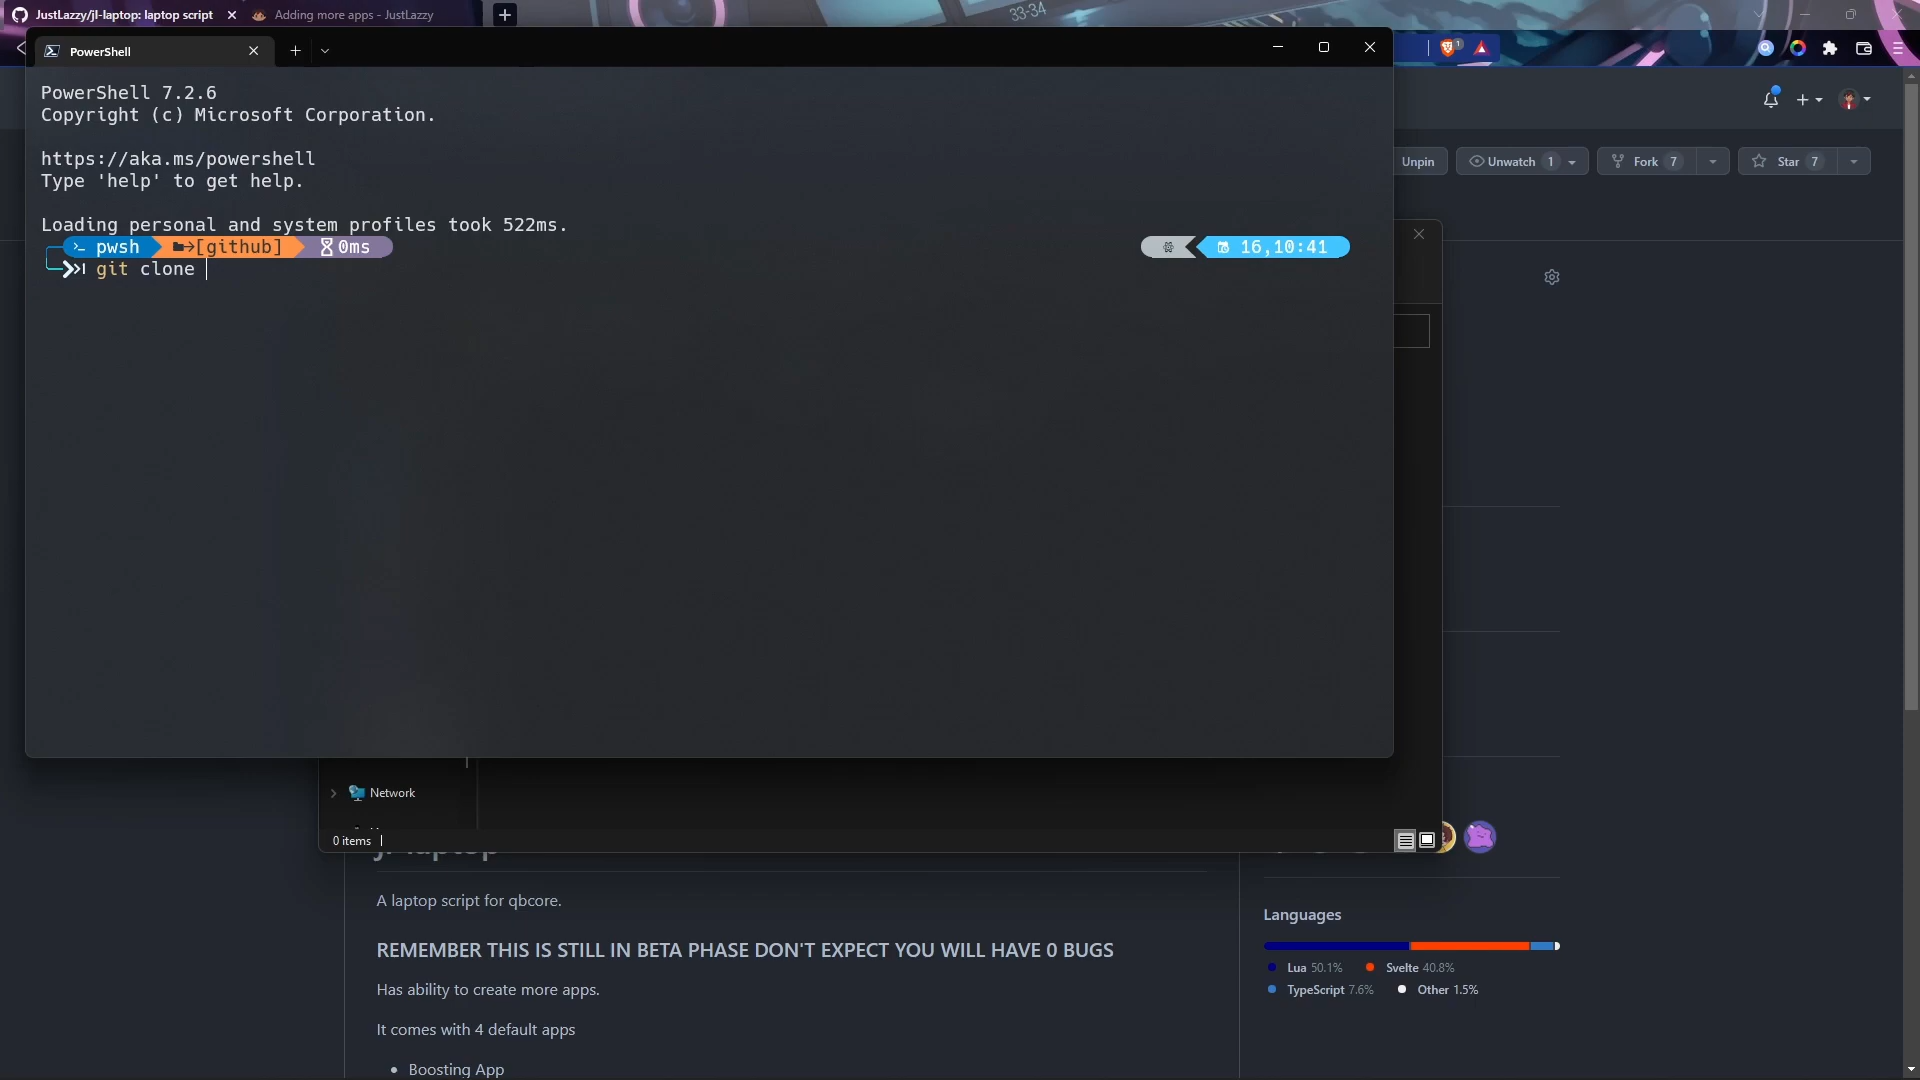 JustLazzy/jl-laptop: laptop script
Adding more apps - JustLazzy
33-34
PowerShell
1
PowerShell 7.2.6
Copyright (c) Microsoft Corporation.
https://aka.ms/powershell
Type 'help' to get help.
Loading personal and system profiles took 522ms.
pwsh [github] 0ms
16,10:41
git clone
Unpin
Unwatch 1
Fork 7
Star 7
Network
0 items
jl-laptop
A laptop script for qbcore.
REMEMBER THIS IS STILL IN BETA PHASE DON'T EXPECT YOU WILL HAVE 0 BUGS
Has ability to create more apps.
It comes with 4 default apps
• Boosting App
Languages
Lua 50.1% Svelte 40.8%
TypeScript 7.6% Other 1.5%